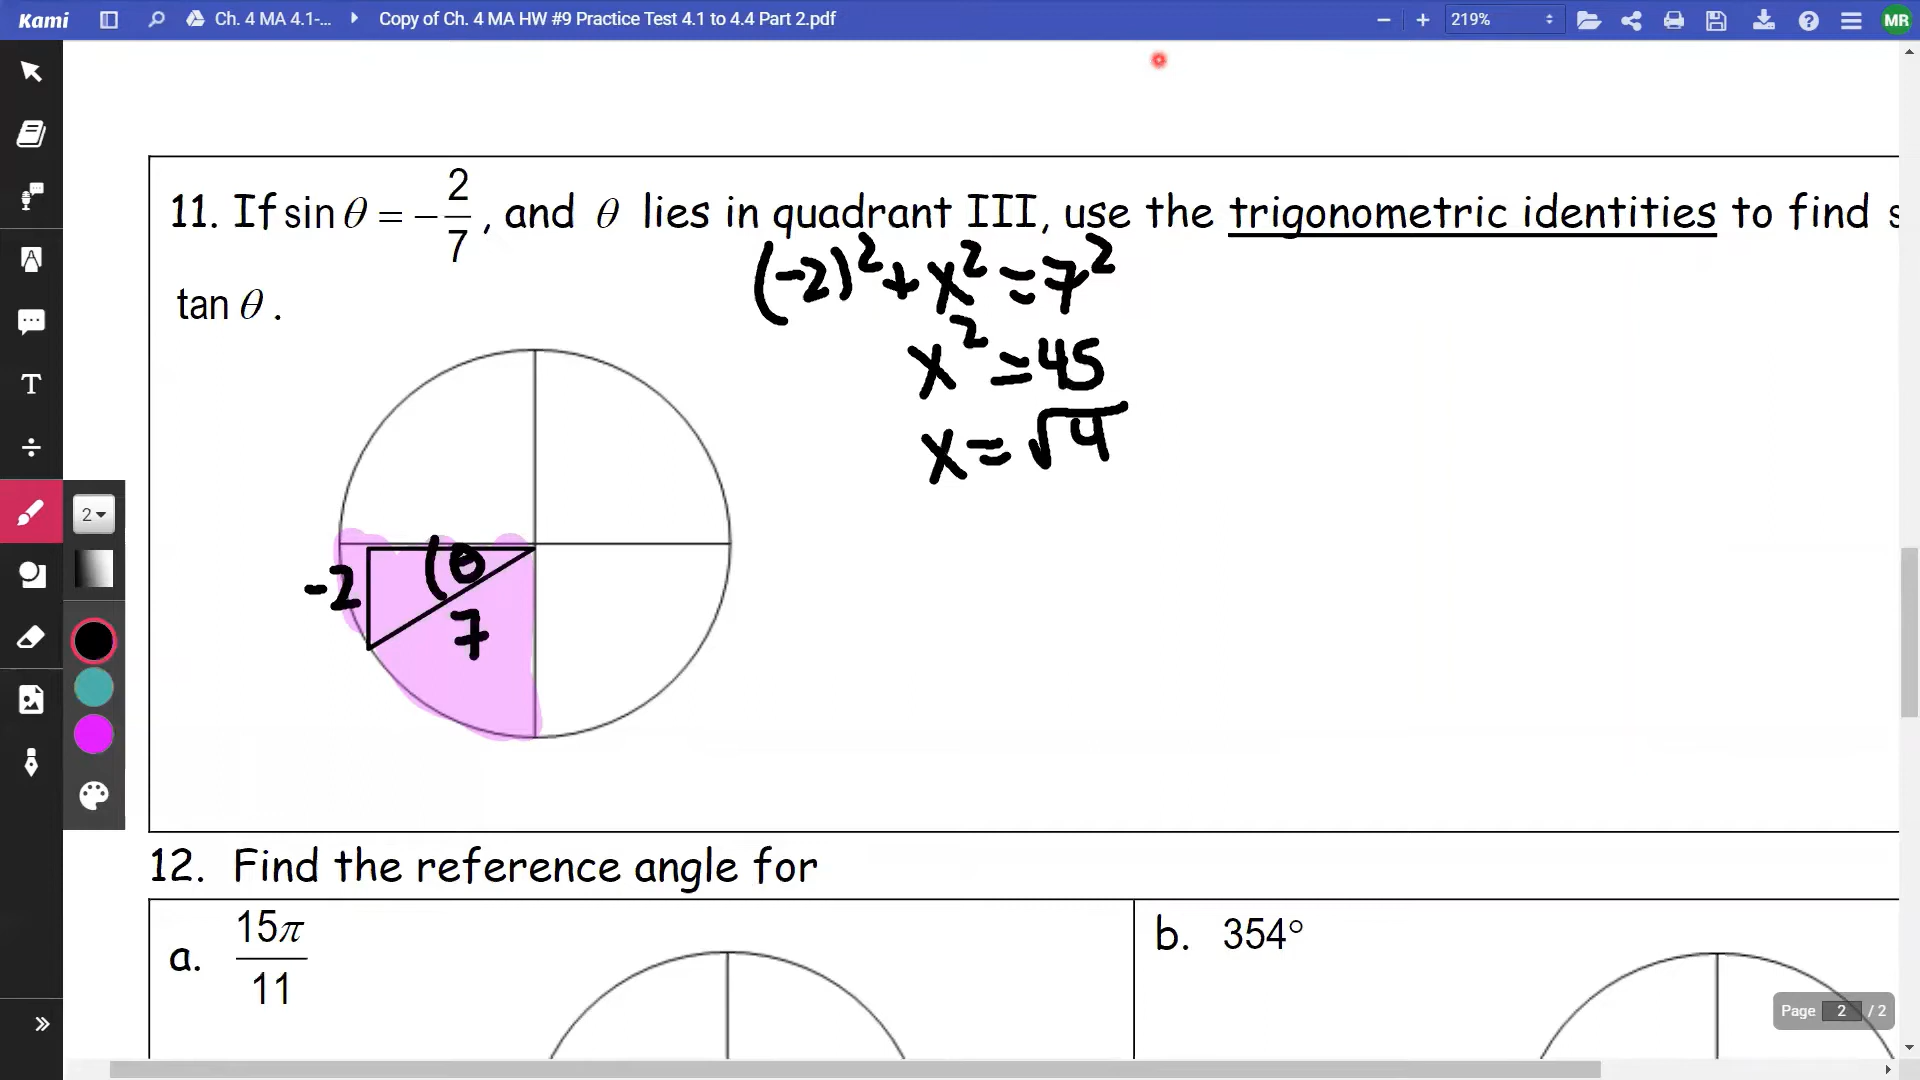 Kami Ch. 4 MA 4.1-... Copy of Ch. 4 MA HW #9 Practice Test 4.1 to 4.4 Part 2.pdf 219% MR
11. If sin θ = -2/7, and θ lies in quadrant III, use the trigonometric identities to find s
(-2)² + x² = 7²
tan θ.
x² = 45
x = √4
T
2
θ
-2
7
12. Find the reference angle for
a. 15π/11
b. 354°
Page 2 / 2